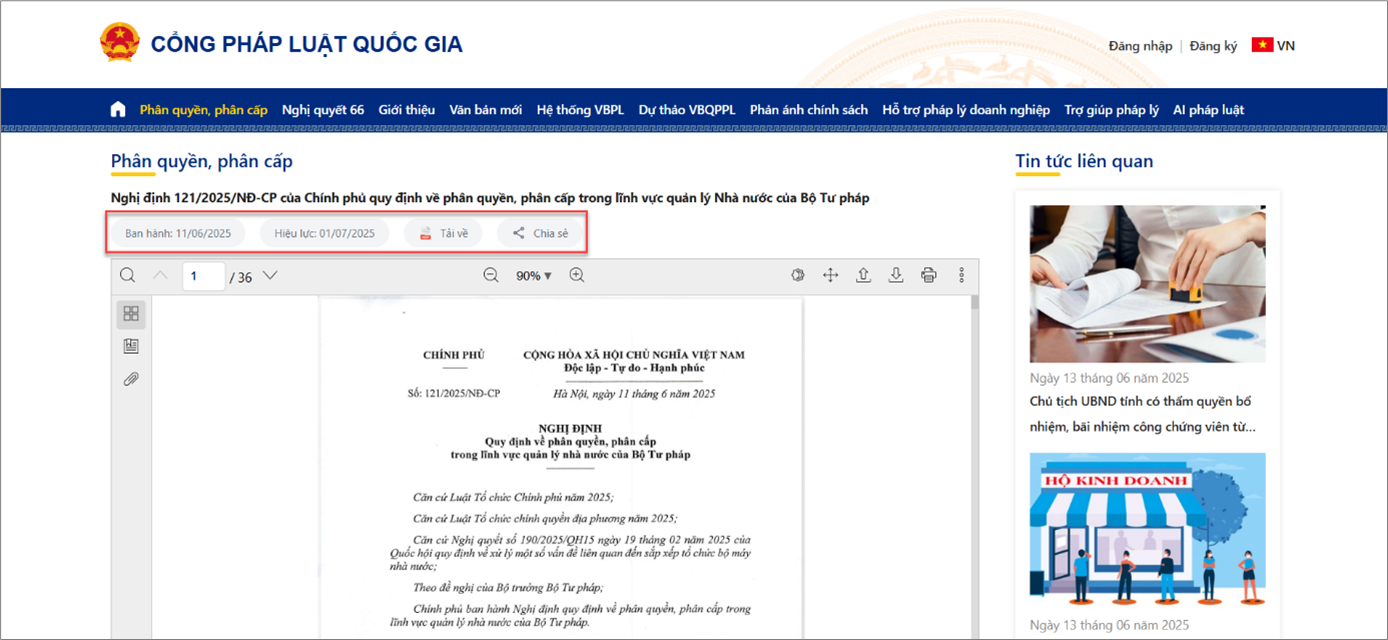 CỔNG PHÁP LUẬT QUỐC GIA
Đăng nhập | Đăng ký VN
Phân quyền, phân cấp Nghị quyết 66 Giới thiệu Văn bản mới Hệ thống VBPL Dự thảo VBQPPL Phản ánh chính sách Hỗ trợ pháp lý doanh nghiệp Trợ giúp pháp lý AI pháp luật
Phân quyền, phân cấp
Nghị định 121/2025/NĐ-CP của Chính phủ quy định về phân quyền, phân cấp trong lĩnh vực quản lý Nhà nước của Bộ Tư pháp
Ban hành: 11/06/2025 Hiệu lực: 01/07/2025 Tải về Chia sẻ
1 / 36 90%
CHÍNH PHỦ CỘNG HÒA XÃ HỘI CHỦ NGHĨA VIỆT NAM
Độc lập - Tự do - Hạnh phúc
Số: 121/2025/NĐ-CP Hà Nội, ngày 11 tháng 6 năm 2025
NGHỊ ĐỊNH
Quy định về phân quyền, phân cấp
trong lĩnh vực quản lý nhà nước của Bộ Tư pháp
Căn cứ Luật Tổ chức Chính phủ năm 2025;
Căn cứ Luật Tổ chức chính quyền địa phương năm 2025;
Căn cứ Nghị quyết số 190/2025/QH15 ngày 19 tháng 02 năm 2025 của
Quốc hội quy định về xử lý một số vấn đề liên quan đến sắp xếp tổ chức bộ máy
nhà nước;
Theo đề nghị của Bộ trưởng Bộ Tư pháp;
Chính phủ ban hành Nghị định quy định về phân quyền, phân cấp trong
lĩnh vực quản lý nhà nước của Bộ Tư pháp.
Tin tức liên quan
Ngày 13 tháng 06 năm 2025
Chủ tịch UBND tỉnh có thẩm quyền bổ
nhiệm, bãi nhiệm công chứng viên từ...
HỘ KINH DOANH
Ngày 13 tháng 06 năm 2025